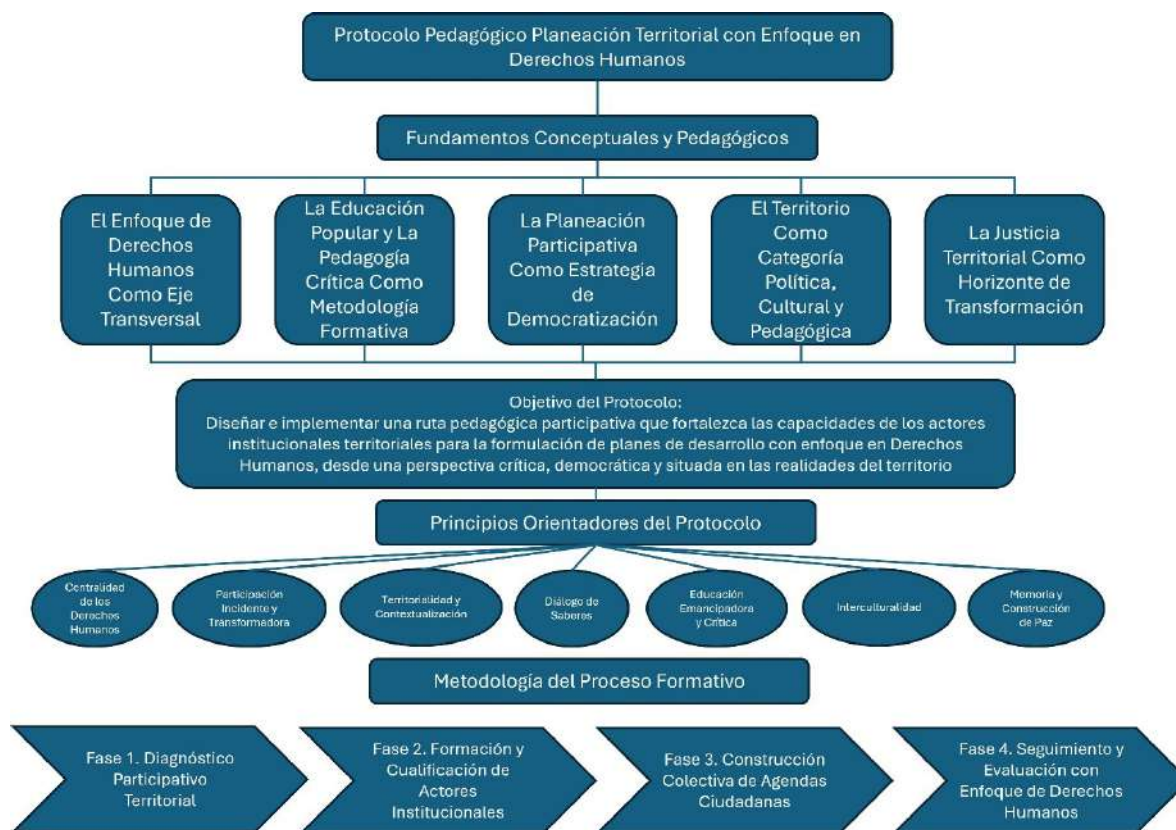 Protocolo Pedagógico Planeación Territorial con Enfoque en
Derechos Humanos
Fundamentos Conceptuales y Pedagógicos
El Enfoque de
Derechos
Humanos
Como Eje
Transversal
La Educación
Popular y La
Pedagogía
Crítica Como
Metodología
Formativa
La Planeación
Participativa
Como Estrategia
de
Democratización
El Territorio
Como
Categoría
Política,
Cultural y
Pedagógica
La Justicia
Territorial Como
Horizonte de
Transformación
Objetivo del Protocolo:
Diseñar e implementar una ruta pedagógica participativa que fortalezca las capacidades de los actores
institucionales territoriales para la formulación de planes de desarrollo con enfoque en Derechos
Humanos, desde una perspectiva crítica, democrática y situada en las realidades del territorio
Principios Orientadores del Protocolo
Centralidad
de los
Derechos
Humanos
Participación
Incidente y
Transformadora
Territorialidad y
Contextualización
Diálogo de
Saberes
Educación
Emancipadora
y Crítica
Interculturalidad
Memoria y
Construcción
de Paz
Metodología del Proceso Formativo
Fase 1. Diagnóstico
Participativo
Territorial
Fase 2. Formación y
Cualificación de
Actores
Institucionales
Fase 3. Construcción
Colectiva de Agendas
Ciudadanas
Fase 4. Seguimiento y
Evaluación con
Enfoque de Derechos
Humanos